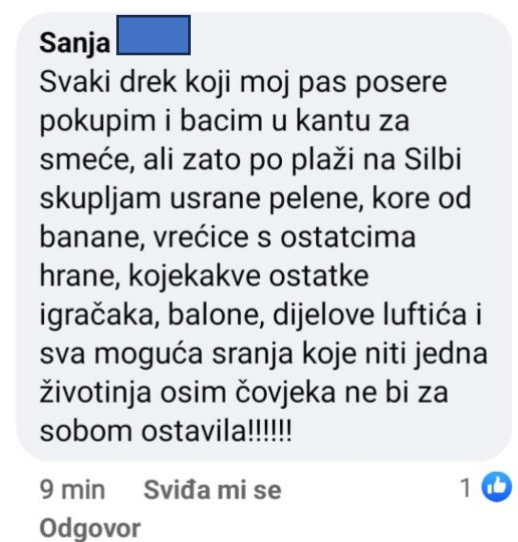 Sanja
Svaki drek koji moj pas posere
pokupim i bacim u kantu za
smeće, ali zato po plaži na Silbi
skupljam usrane pelene, kore od
banane, vrećice s ostatcima
hrane, kojekakve ostatke
igračaka, balone, dijelove luftića i
sva moguća sranja koje niti jedna
životinja osim čovjeka ne bi za
sobom ostavila!!!!!!
9 min Sviđa mi se 1
Odgovor